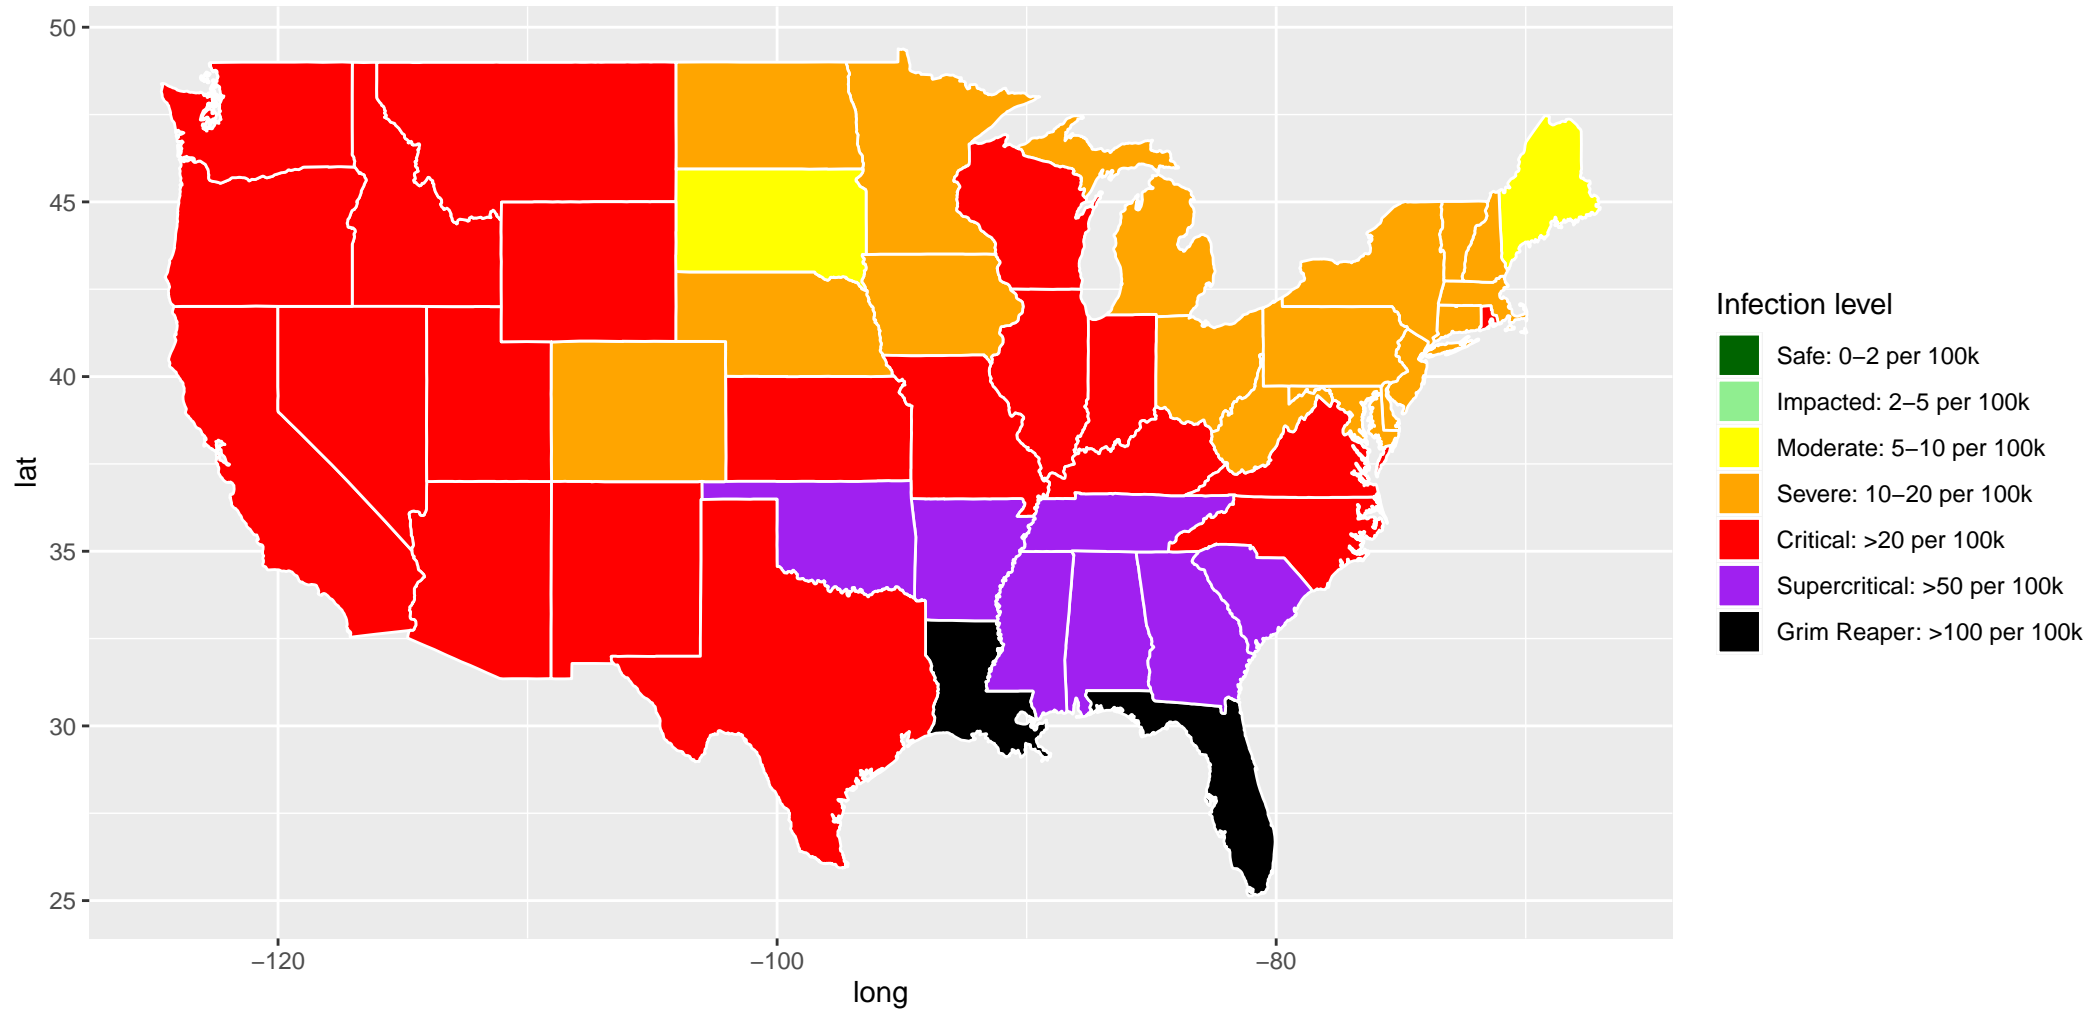 50
45
40
35
30
25
lat
−120
−100
−80
long
Infection level
Safe: 0−2 per 100k
Impacted: 2−5 per 100k
Moderate: 5−10 per 100k
Severe: 10−20 per 100k
Critical: >20 per 100k
Supercritical: >50 per 100k
Grim Reaper: >100 per 100k